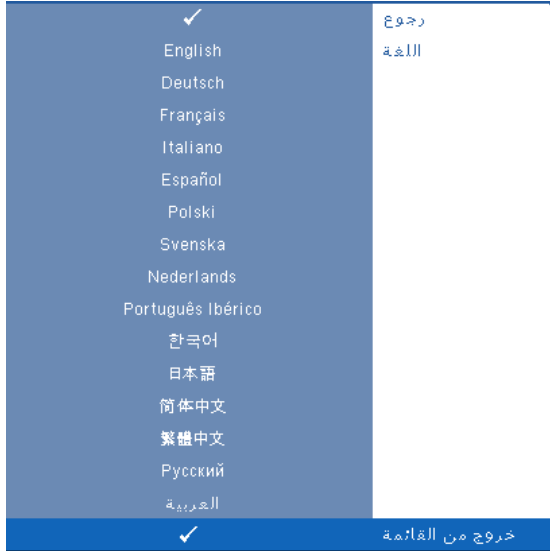 رجوع ✓
اللغة English
Deutsch
Français
Italiano
Español
Polski
Svenska
Nederlands
Português Ibérico
한국어
日本語
简体中文
繁體中文
Русский
العربية
خروج من القائمة ✓